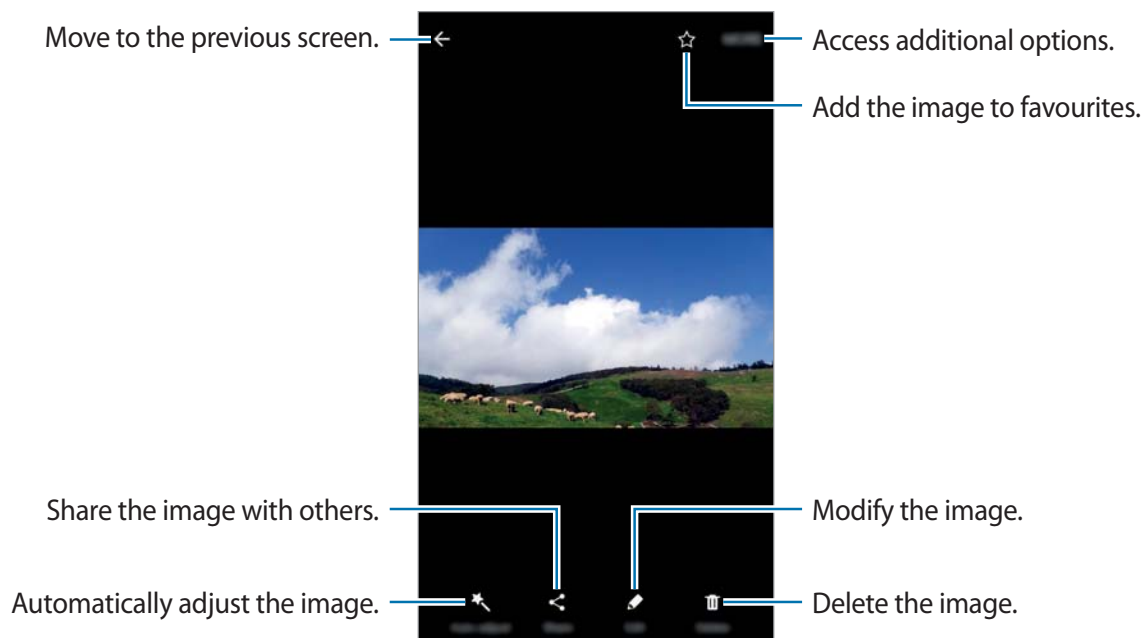 Move to the previous screen.
Access additional options.
Add the image to favourites.
Share the image with others.
Modify the image.
Automatically adjust the image.
Delete the image.